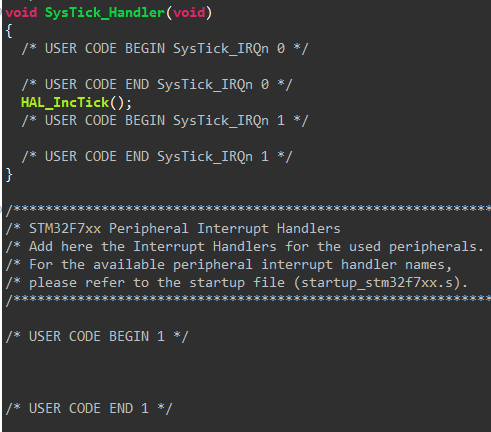 void SysTick_Handler(void)
{
  /* USER CODE BEGIN SysTick_IRQn 0 */

  /* USER CODE END SysTick_IRQn 0 */
  HAL_IncTick();
  /* USER CODE BEGIN SysTick_IRQn 1 */

  /* USER CODE END SysTick_IRQn 1 */
}

/************************************************************
/* STM32F7xx Peripheral Interrupt Handlers
/* Add here the Interrupt Handlers for the used peripherals.
/* For the available peripheral interrupt handler names,
/* please refer to the startup file (startup_stm32f7xx.s).
/************************************************************

/* USER CODE BEGIN 1 */

/* USER CODE END 1 */